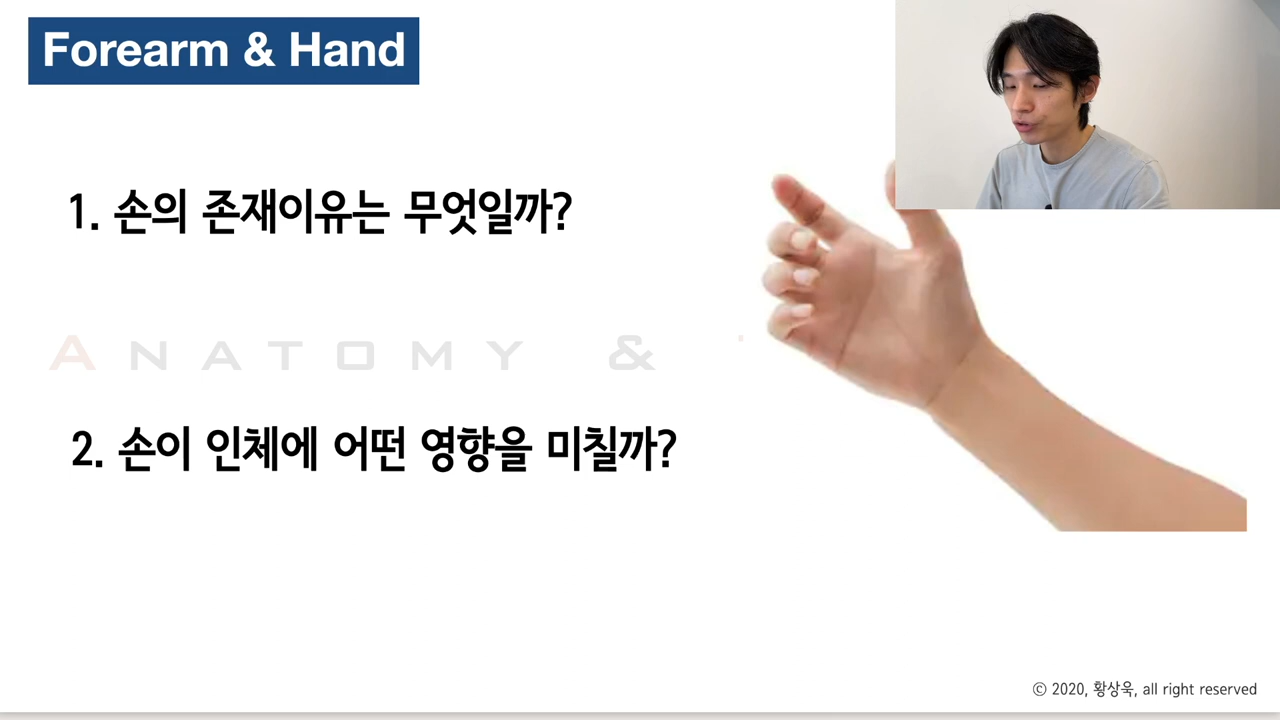 Forearm & Hand
1. 손의 존재이유는 무엇일까?
ANATOMY &
2. 손이 인체에 어떤 영향을 미칠까?
© 2020, 황상욱, all right reserved